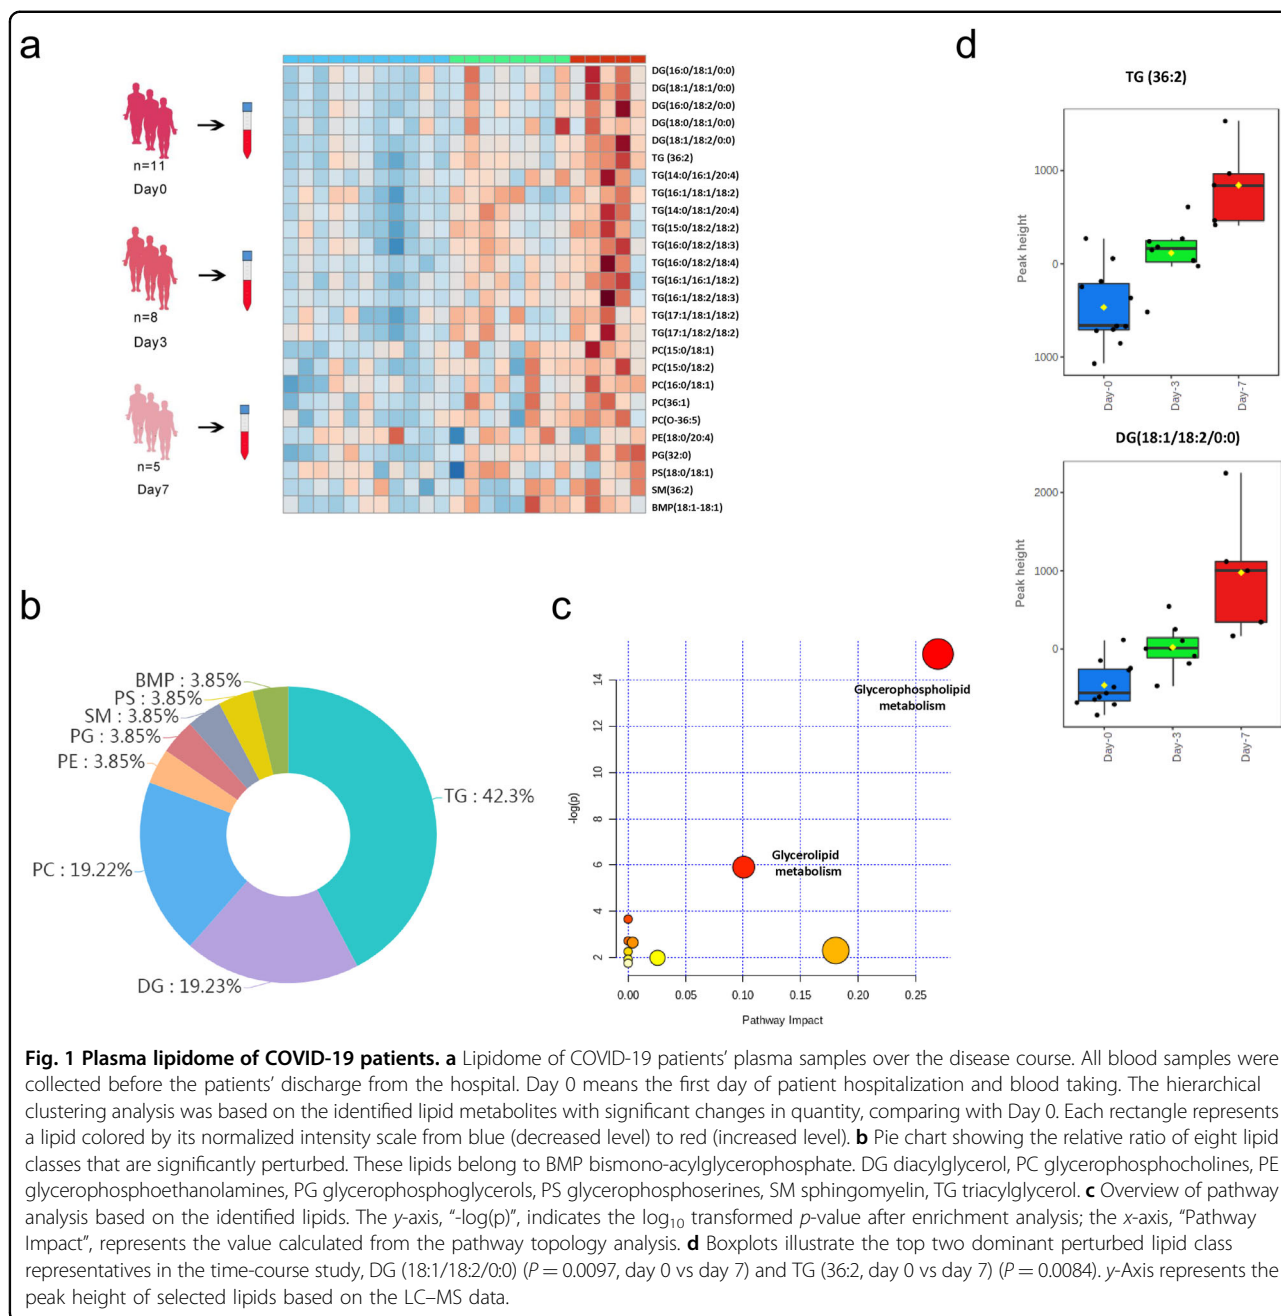 a
n=11
Day0
n=8
Day3
n=5
Day7
DG(16:0/18:1/0:0)
DG(18:1/18:1/0:0)
DG(16:0/18:2/0:0)
DG(18:0/18:1/0:0)
DG(18:1/18:2/0:0)
TG (36:2)
TG(14:0/16:1/20:4)
TG(16:1/18:1/18:2)
TG(14:0/18:1/20:4)
TG(15:0/18:2/18:2)
TG(16:0/18:2/18:3)
TG(16:0/18:2/18:4)
TG(16:1/16:1/18:2)
TG(16:1/18:2/18:3)
TG(17:1/18:1/18:2)
TG(17:1/18:2/18:2)
PC(15:0/18:1)
PC(15:0/18:2)
PC(16:0/18:1)
PC(36:1)
PC(O-36:5)
PE(18:0/20:4)
PG(32:0)
PS(18:0/18:1)
SM(36:2)
BMP(18:1-18:1)
b
BMP : 3.85%
PS : 3.85%
SM : 3.85%
PG : 3.85%
PE : 3.85%
PC : 19.22%
DG : 19.23%
TG : 42.3%
c
-log(p)
14
12
10
8
6
4
2
Glycerophospholipid
metabolism
Glycerolipid
metabolism
0.00 0.05 0.10 0.15 0.20 0.25
Pathway Impact
d
TG (36:2)
Peak height
1000
0
1000
Day-0
Day-3
Day-7
DG(18:1/18:2/0:0)
Peak height
2000
1000
0
Day-0
Day-3
Day-7
Fig. 1 Plasma lipidome of COVID-19 patients. a Lipidome of COVID-19 patients’ plasma samples over the disease course. All blood samples were
collected before the patients’ discharge from the hospital. Day 0 means the first day of patient hospitalization and blood taking. The hierarchical
clustering analysis was based on the identified lipid metabolites with significant changes in quantity, comparing with Day 0. Each rectangle represents
a lipid colored by its normalized intensity scale from blue (decreased level) to red (increased level). b Pie chart showing the relative ratio of eight lipid
classes that are significantly perturbed. These lipids belong to BMP bismono-acylglycerophosphate. DG diacylglycerol, PC glycerophosphocholines, PE
glycerophosphoethanolamines, PG glycerophosphoglycerols, PS glycerophosphoserines, SM sphingomyelin, TG triacylglycerol. c Overview of pathway
analysis based on the identified lipids. The y-axis, “-log(p)”, indicates the log10 transformed p-value after enrichment analysis; the x-axis, “Pathway
Impact”, represents the value calculated from the pathway topology analysis. d Boxplots illustrate the top two dominant perturbed lipid class
representatives in the time-course study, DG (18:1/18:2/0:0) (P = 0.0097, day 0 vs day 7) and TG (36:2, day 0 vs day 7) (P = 0.0084). y-Axis represents the
peak height of selected lipids based on the LC–MS data.